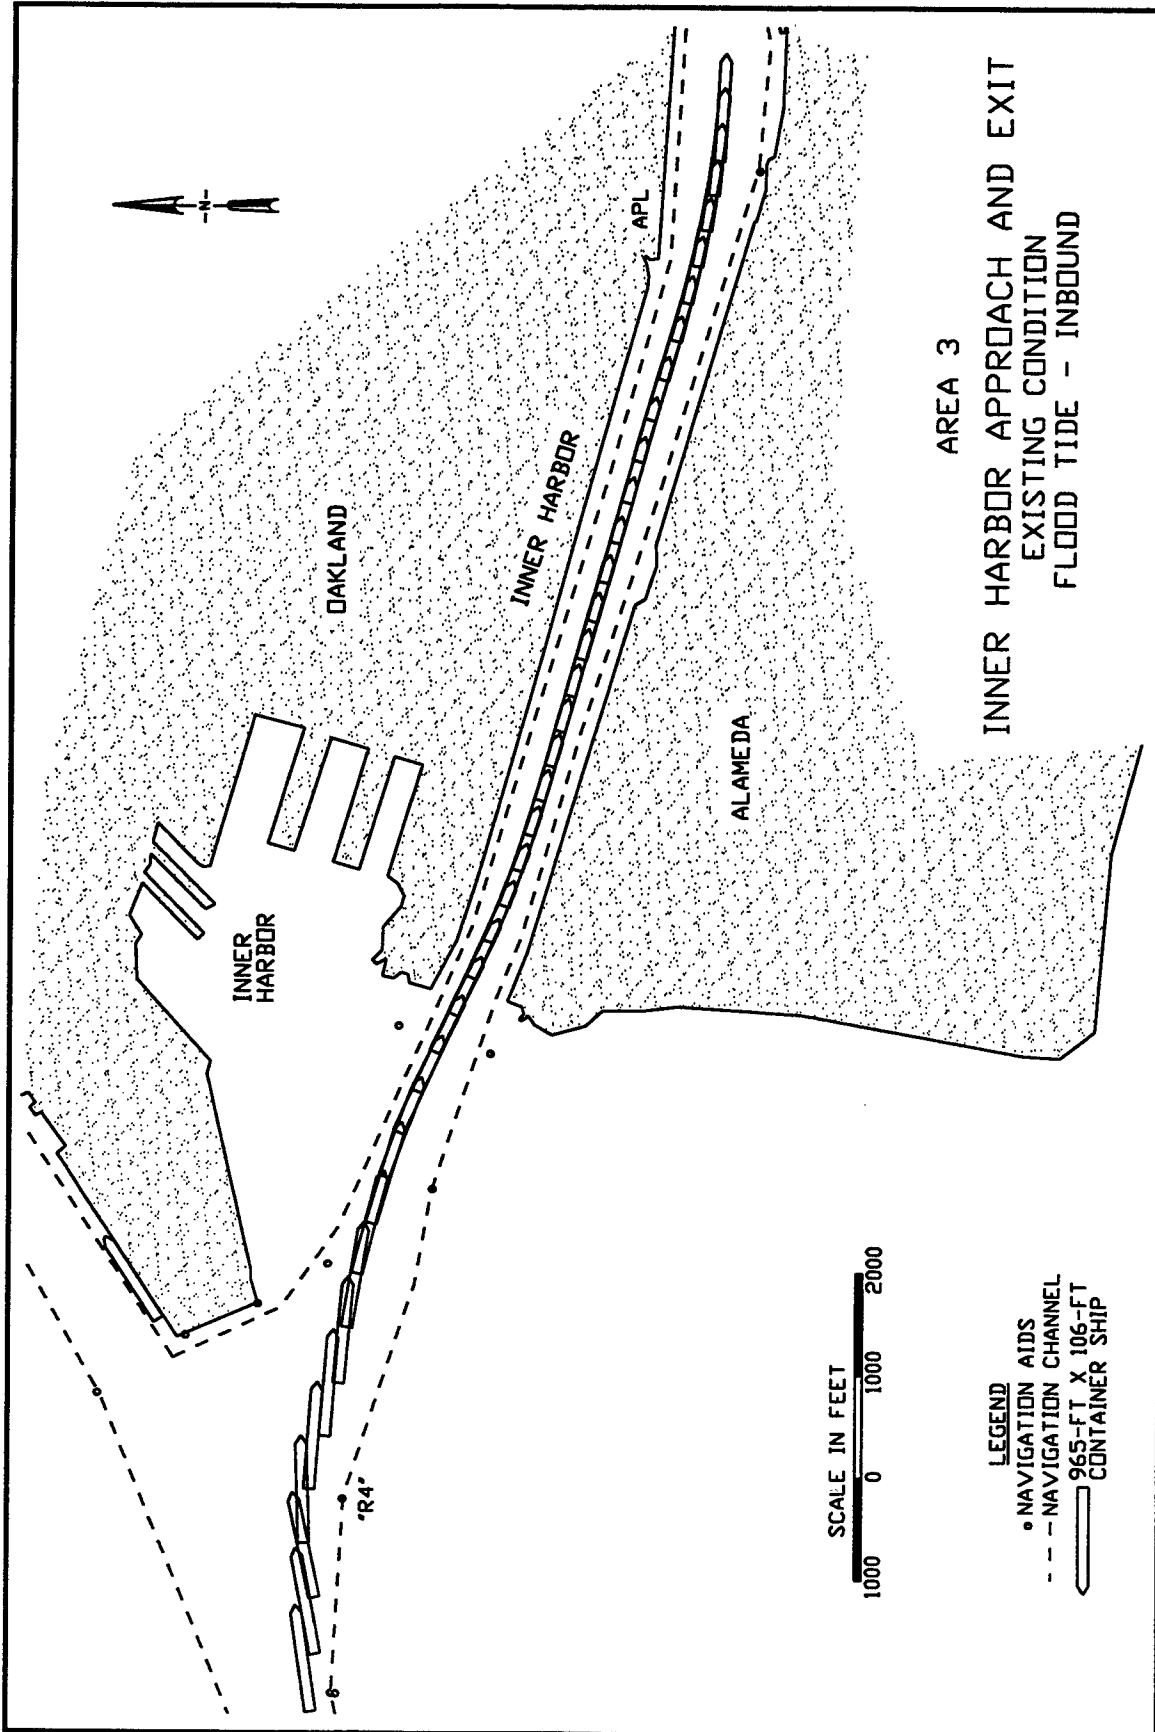 -N-
OAKLAND
APL
INNER
HARBOR
INNER HARBOR
"R4"
ALAMEDA
SCALE IN FEET
1000 0 1000 2000
LEGEND
NAVIGATION AIDS
NAVIGATION CHANNEL
965-FT X 106-FT
CONTAINER SHIP
AREA 3
INNER HARBOR APPROACH AND EXIT
EXISTING CONDITION
FLOOD TIDE - INBOUND